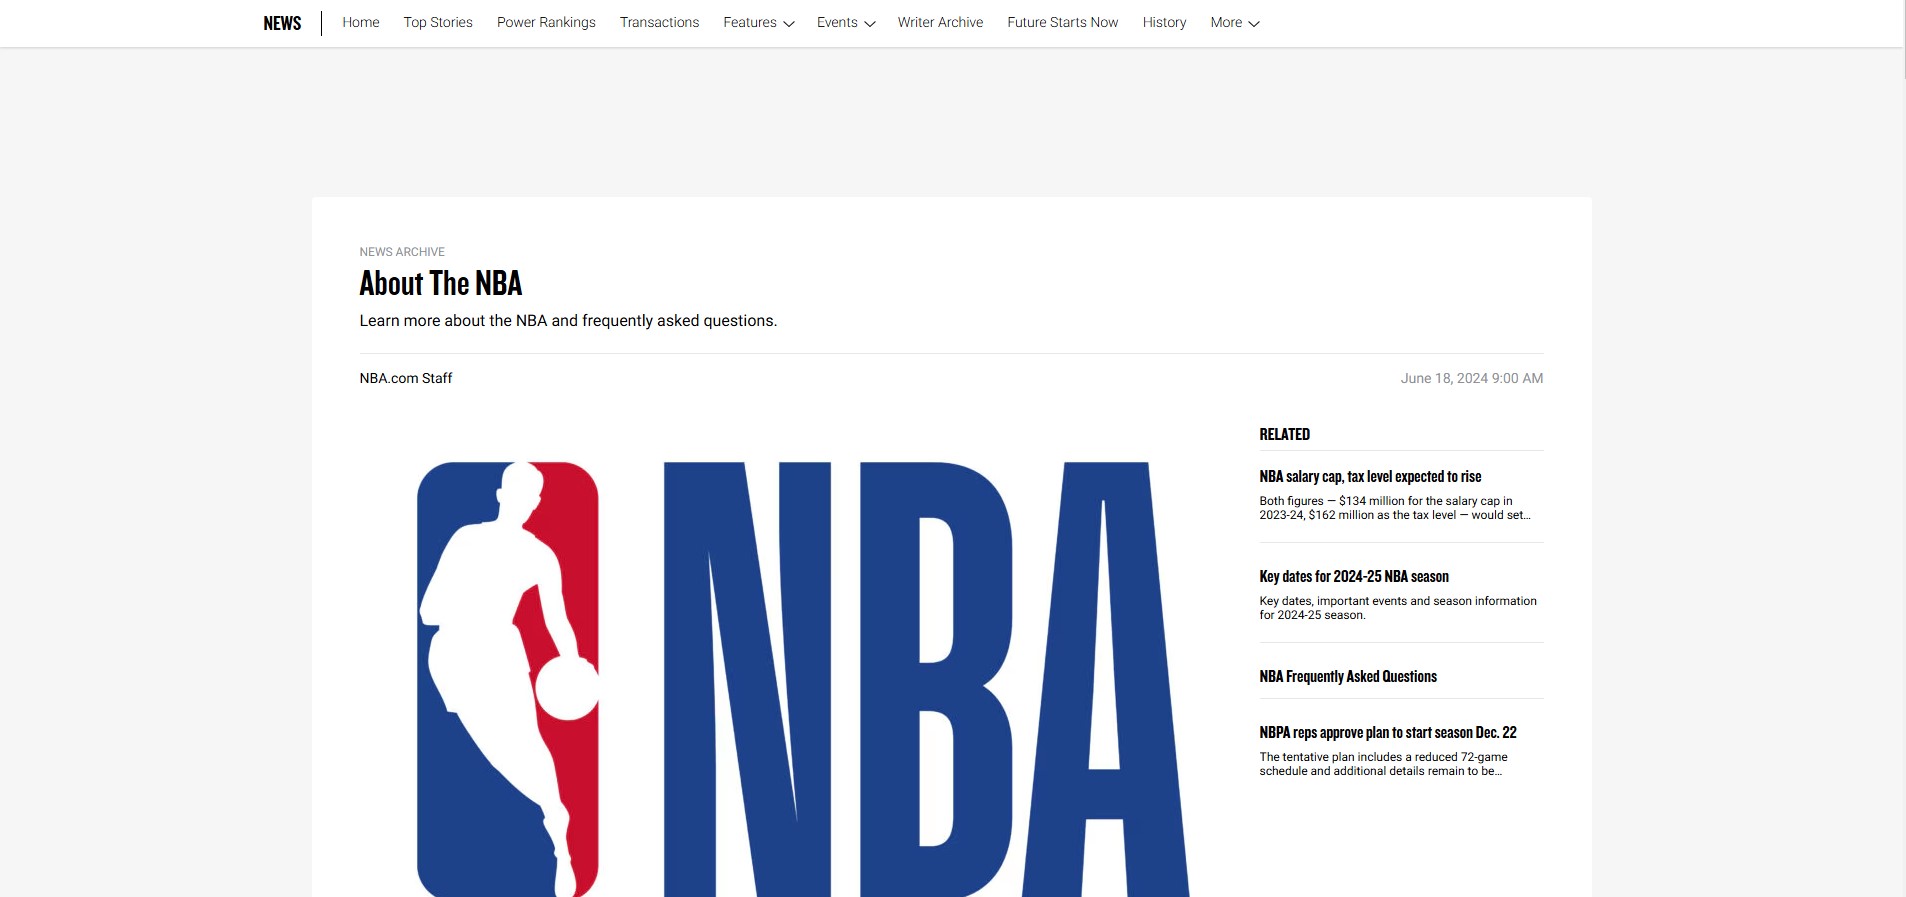 NEWS Home Top Stories Power Rankings Transactions Features Events Writer Archive Future Starts Now History More
NEWS ARCHIVE
About The NBA
Learn more about the NBA and frequently asked questions.
NBA.com Staff June 18, 2024 9:00 AM
NBA
RELATED
NBA salary cap, tax level expected to rise
Both figures — $134 million for the salary cap in
2023-24, $162 million as the tax level — would set...
Key dates for 2024-25 NBA season
Key dates, important events and season information
for 2024-25 season.
NBA Frequently Asked Questions
NBPA reps approve plan to start season Dec. 22
The tentative plan includes a reduced 72-game
schedule and additional details remain to be...